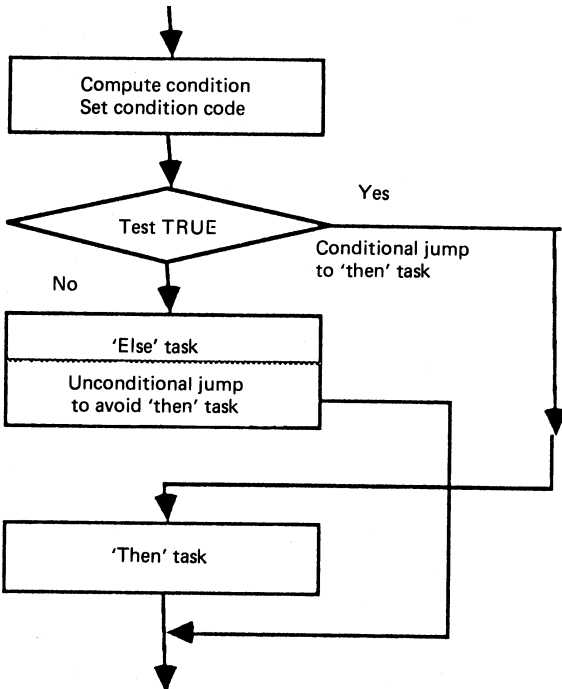 Compute condition
Set condition code
Test TRUE
Yes
Conditional jump
to ‘then’ task
No
‘Else’ task
Unconditional jump
to avoid ‘then’ task
‘Then’ task